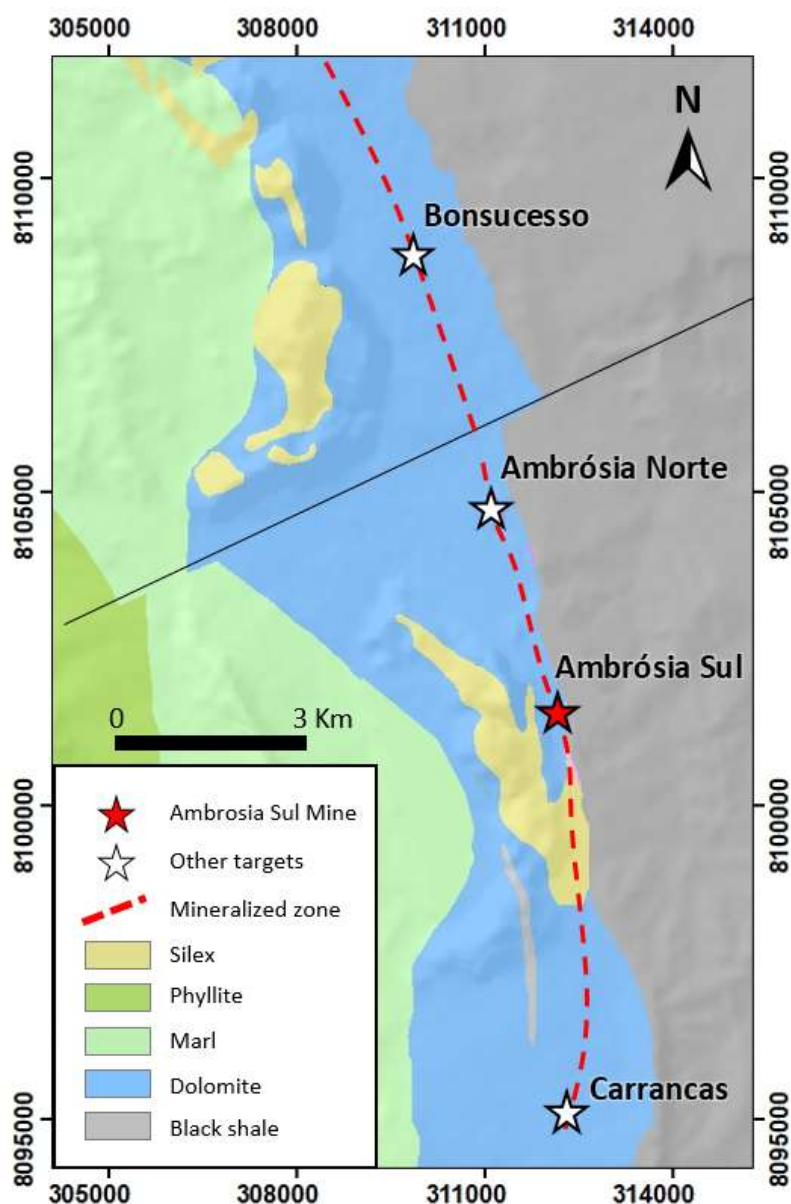 305000 308000 311000 314000
N
8110000 8110000
Bonsucesso
Ambrósia Norte
8105000 8105000
Ambrósia Sul
0 3 Km
8100000 8100000
Ambrosia Sul Mine
Other targets
Mineralized zone
Silex
Phyllite
Marl
Dolomite
Black shale
Carrancas
8095000 8095000
305000 308000 311000 314000